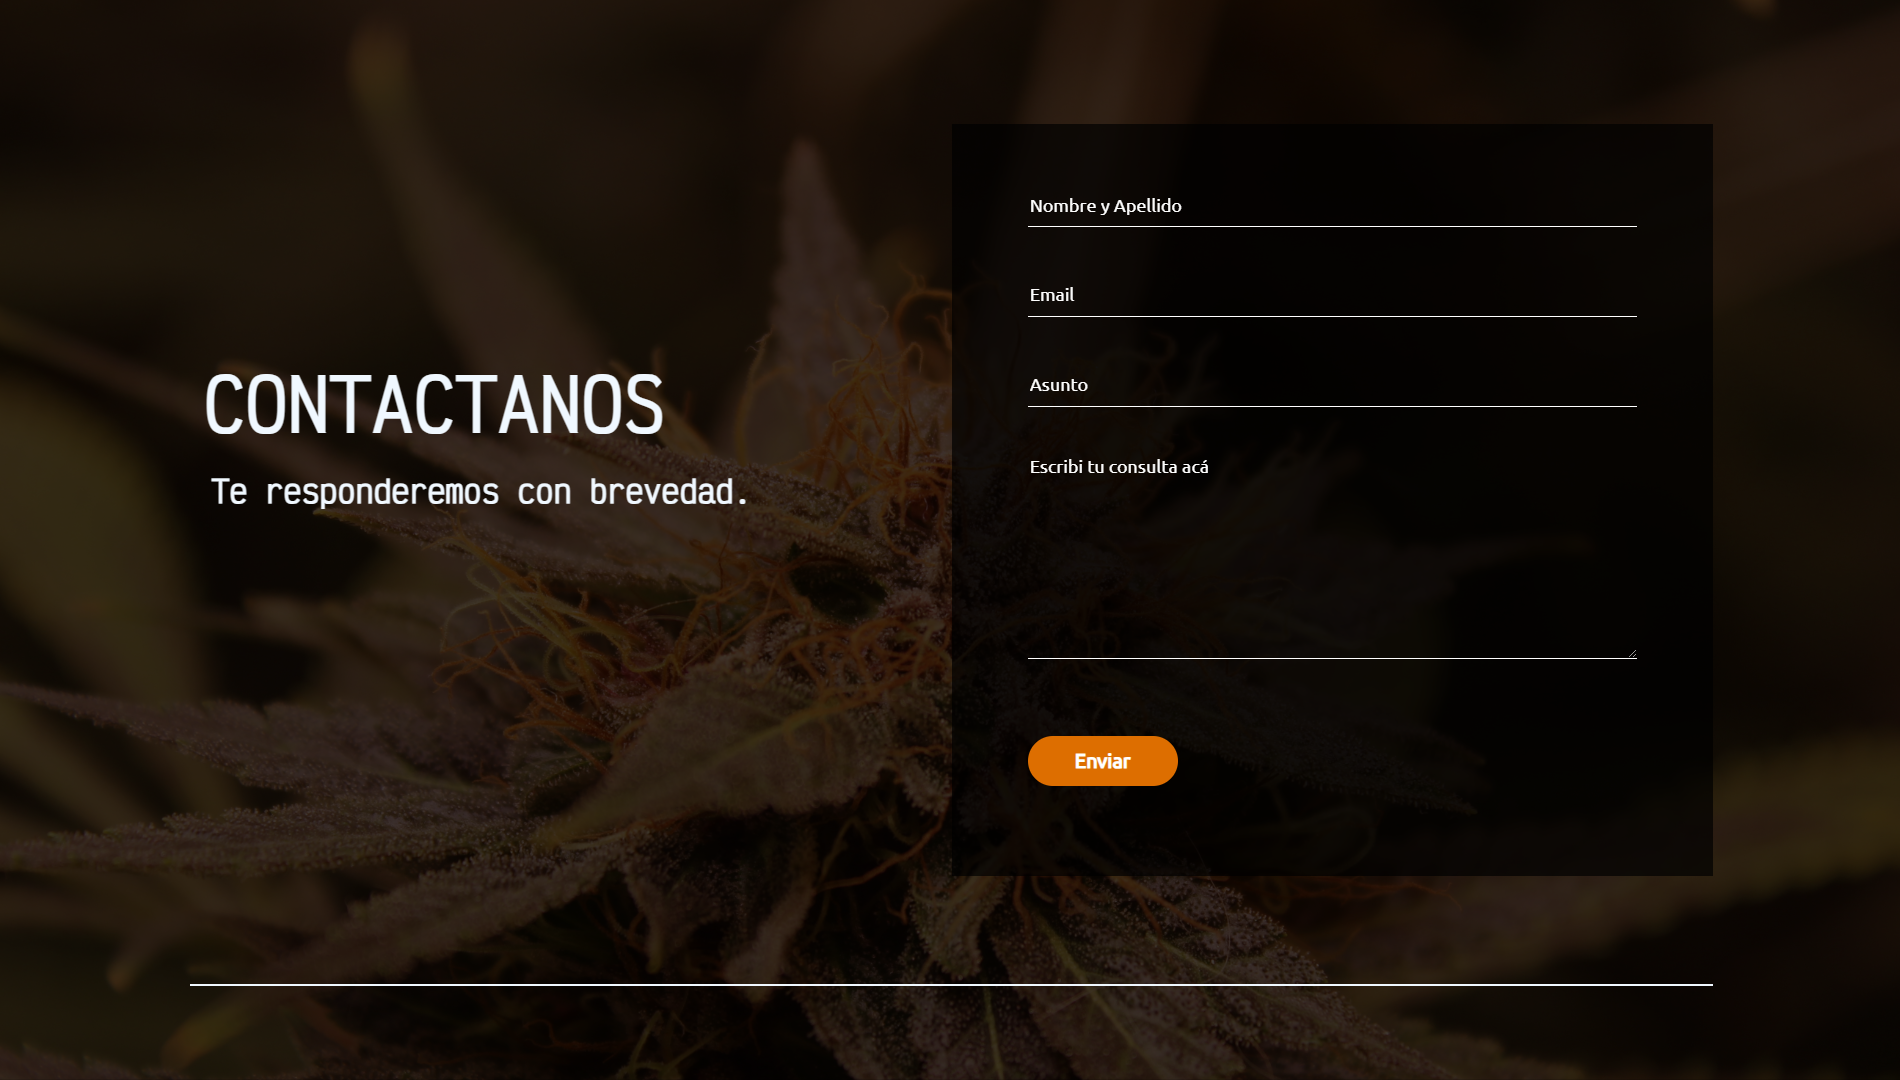 CONTACTANOS
Te responderemos con brevedad.
Nombre y Apellido
Email
Asunto
Escribi tu consulta acá
Enviar